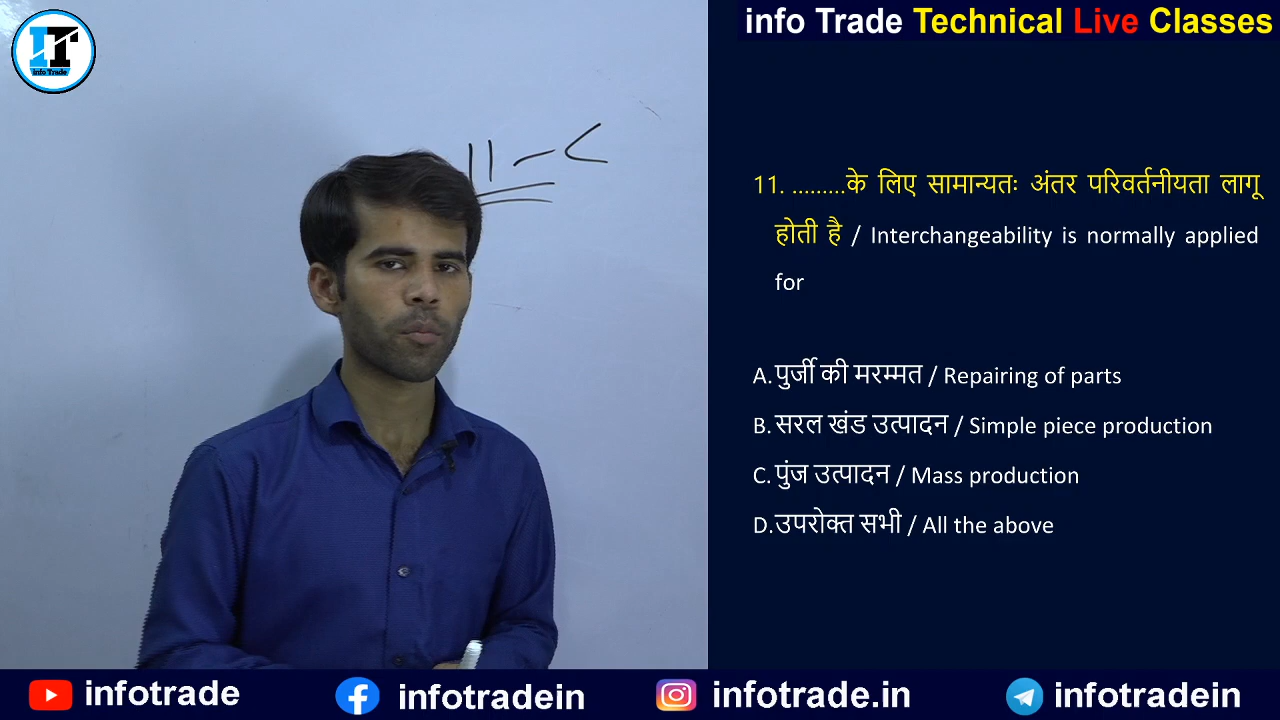 IT
Info Trade
info Trade Technical Live Classes
11 - C
11. .........के लिए सामान्यतः अंतर परिवर्तनीयता लागू
होती है / Interchangeability is normally applied
for
A. पुर्जी की मरम्मत / Repairing of parts
B. सरल खंड उत्पादन / Simple piece production
C. पुंज उत्पादन / Mass production
D. उपरोक्त सभी / All the above
infotrade
infotradein
infotrade.in
infotradein